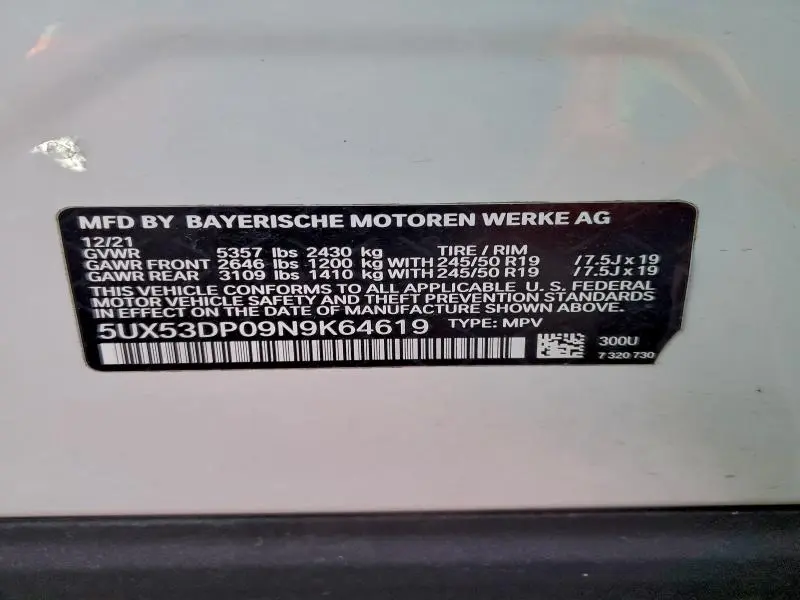 MFD BY BAYERISCHE MOTOREN WERKE AG
12/21
GVWR 5357 lbs 2430 kg TIRE / RIM
GAWR FRONT 2646 lbs 1200 kg WITH 245/50 R19 /7.5J x 19
GAWR REAR 3109 lbs 1410 kg WITH 245/50 R19 /7.5J x 19
THIS VEHICLE CONFORMS TO ALL APPLICABLE U. S. FEDERAL
MOTOR VEHICLE SAFETY AND THEFT PREVENTION STANDARDS
IN EFFECT ON THE DATE OF MANUFACTURE SHOWN ABOVE.
5UX53DP09N9K64619 TYPE: MPV
300U
7 320 730